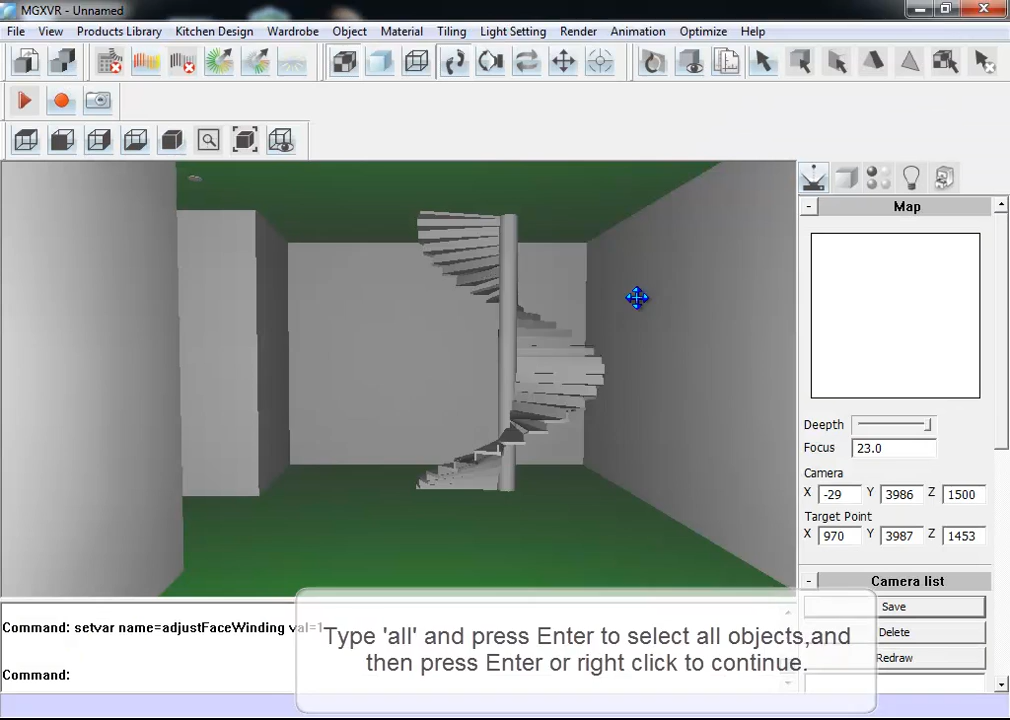 MGXVR - Unnamed
File View Products Library Kitchen Design Wardrobe Object Material Tiling Light Setting Render Animation Optimize Help
- Map
Deepth
Focus 23.0
Camera
X -29 Y 3986 Z 1500
Target Point
X 970 Y 3987 Z 1453
- Camera list
Save
Delete
Redraw
Command: setvar name=adjustFaceWinding val=1
Command:
Type 'all' and press Enter to select all objects,and
then press Enter or right click to continue.